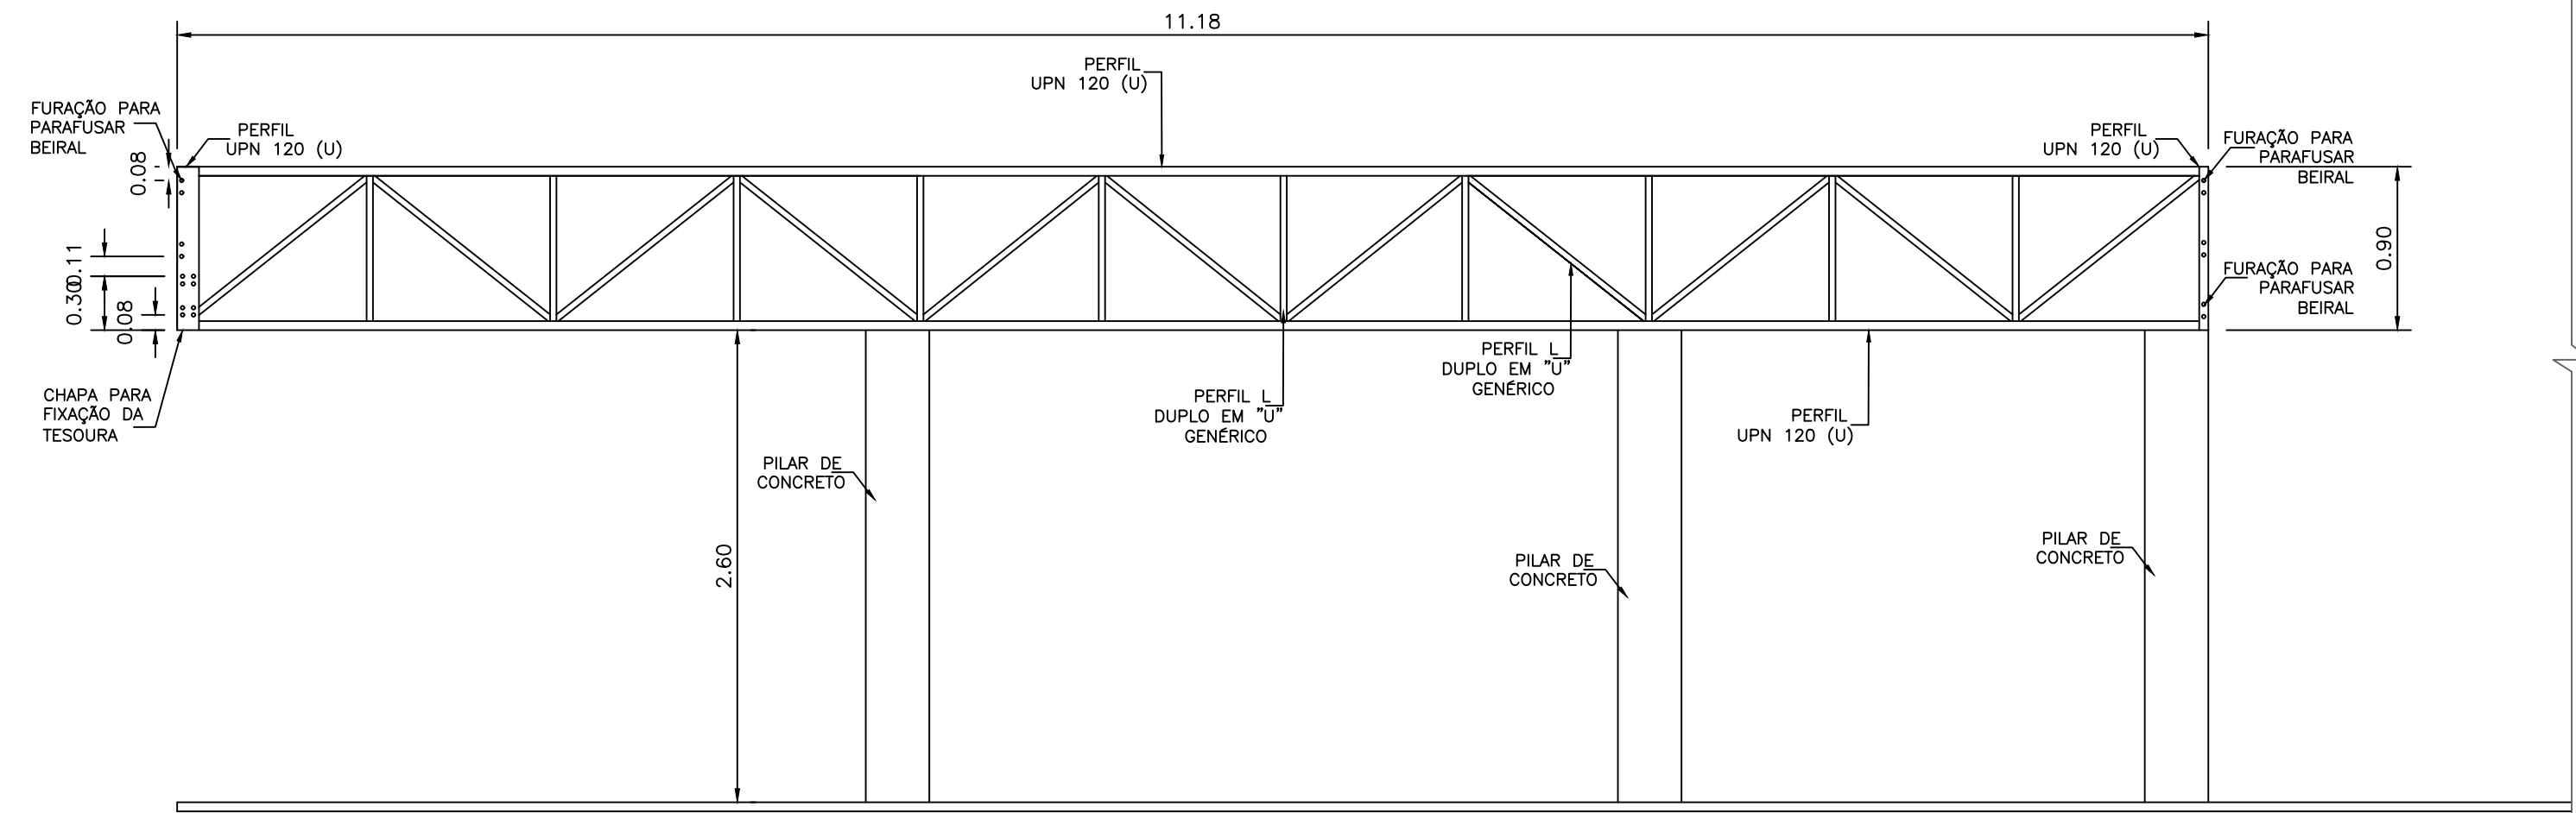 11.18
PERFIL
UPN 120 (U)
FURAÇÃO PARA
PARAFUSAR
BEIRAL
PERFIL
UPN 120 (U)
PERFIL
UPN 120 (U)
FURAÇÃO PARA
PARAFUSAR
BEIRAL
0.08
0.11
0.30
0.08
0.90
FURAÇÃO PARA
PARAFUSAR
BEIRAL
CHAPA PARA
FIXAÇÃO DA
TESOURA
PERFIL L
DUPLO EM "U"
GENÉRICO
PERFIL L
DUPLO EM "U"
GENÉRICO
PERFIL
UPN 120 (U)
PILAR DE
CONCRETO
2.60
PILAR DE
CONCRETO
PILAR DE
CONCRETO